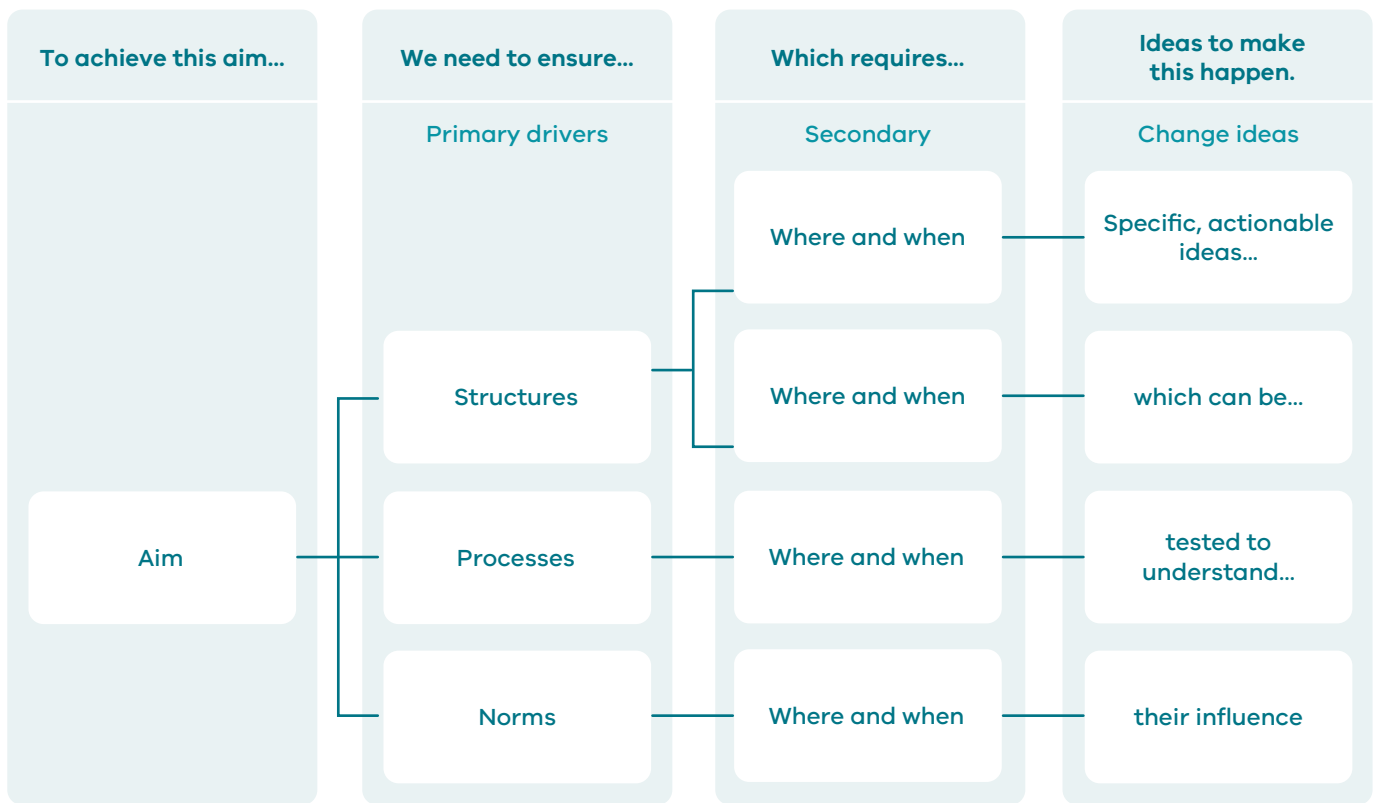 To achieve this aim...
We need to ensure...
Which requires...
Ideas to make
this happen.
Primary drivers
Secondary
Change ideas
Where and when
Specific, actionable
ideas...
Structures
Where and when
which can be...
Aim
Processes
Where and when
tested to
understand...
Norms
Where and when
their influence